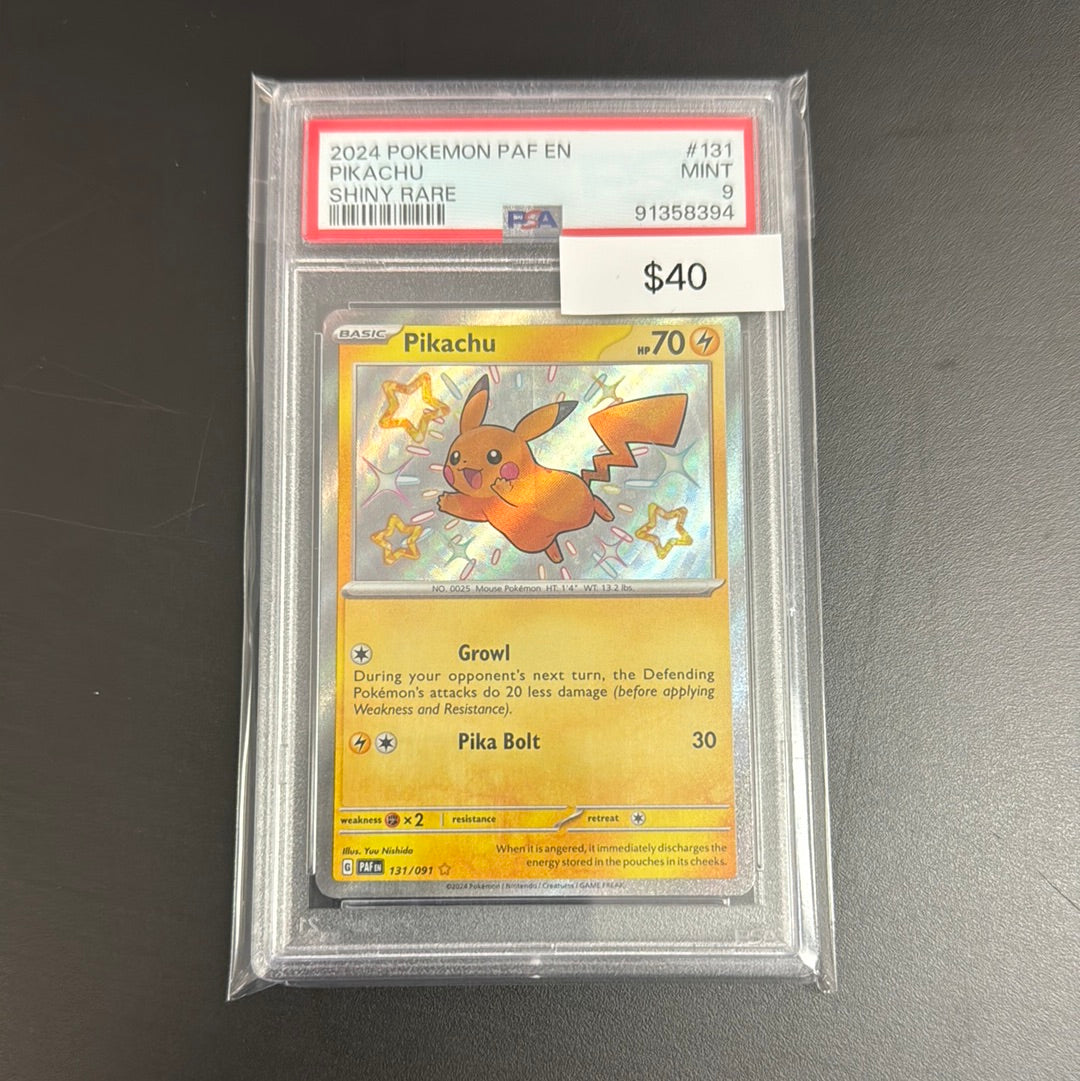 2024 POKEMON PAF EN #131
PIKACHU MINT
SHINY RARE 9
PSA 91358394
$40
BASIC Pikachu HP 70
NO. 0025 Mouse Pokémon HT: 1'4" WT: 13.2 lbs.
Growl
During your opponent's next turn, the Defending
Pokémon's attacks do 20 less damage (before applying
Weakness and Resistance).
Pika Bolt 30
weakness ×2 resistance retreat
Illus. Yuu Nishida
When it is angered, it immediately discharges the
energy stored in the pouches in its cheeks.
G PAF EN 131/091
©2024 Pokémon / Nintendo / Creatures / GAME FREAK